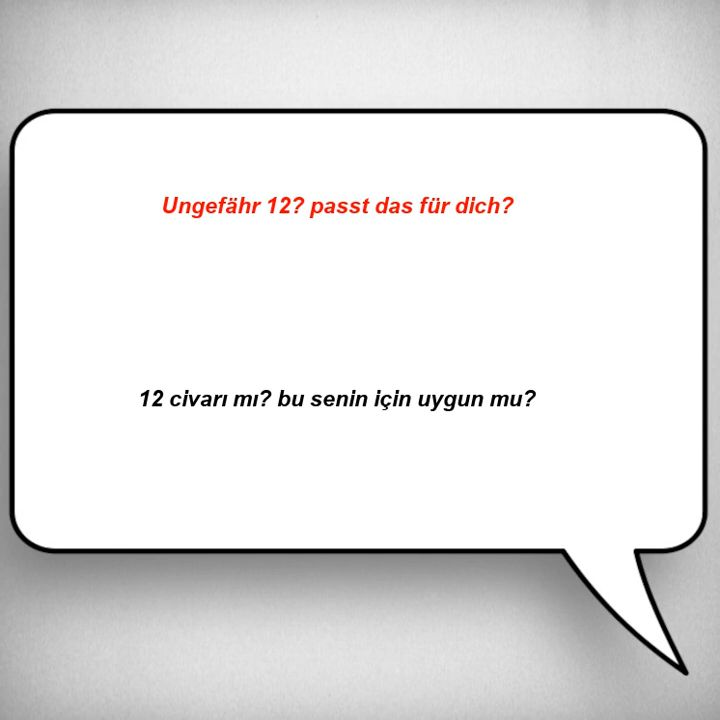 Ungefähr 12? passt das für dich?
12 civarı mı? bu senin için uygun mu?